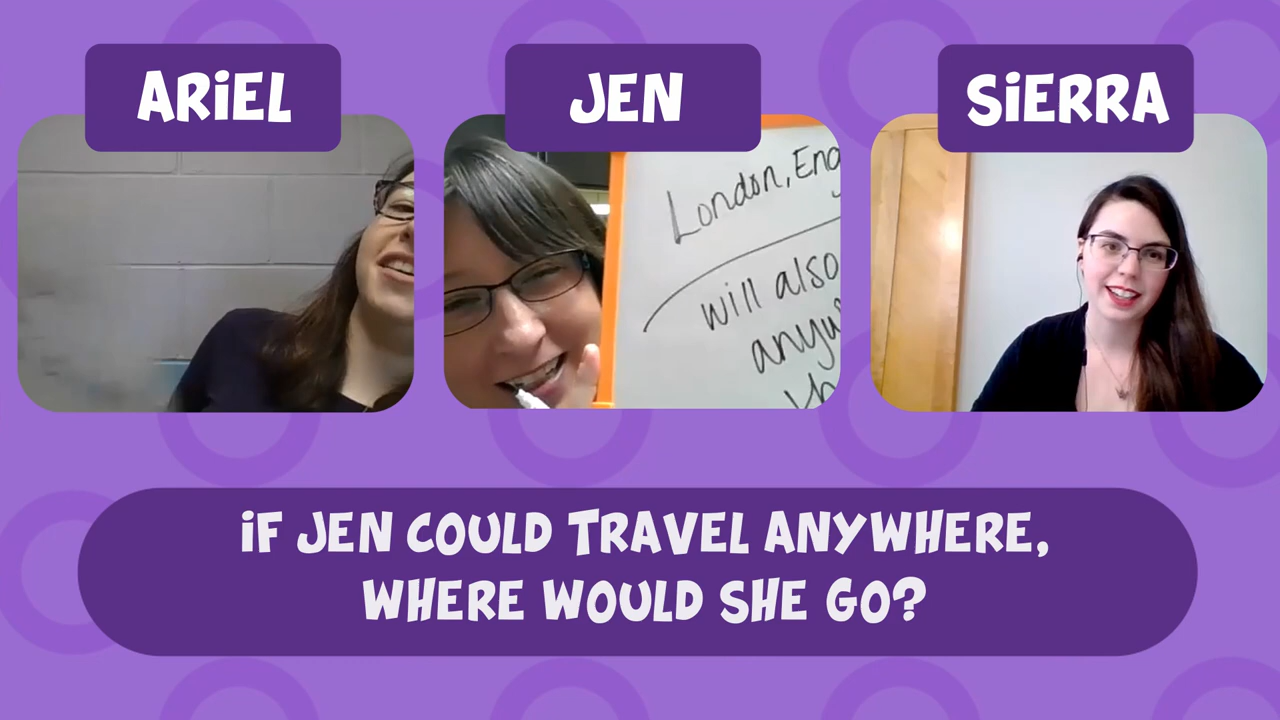 ARiEL
JEN
SiERRA
London, Eng
will also
iF JEN COULD TRAVEL ANYWHERE,
WHERE WOULD SHE GO?